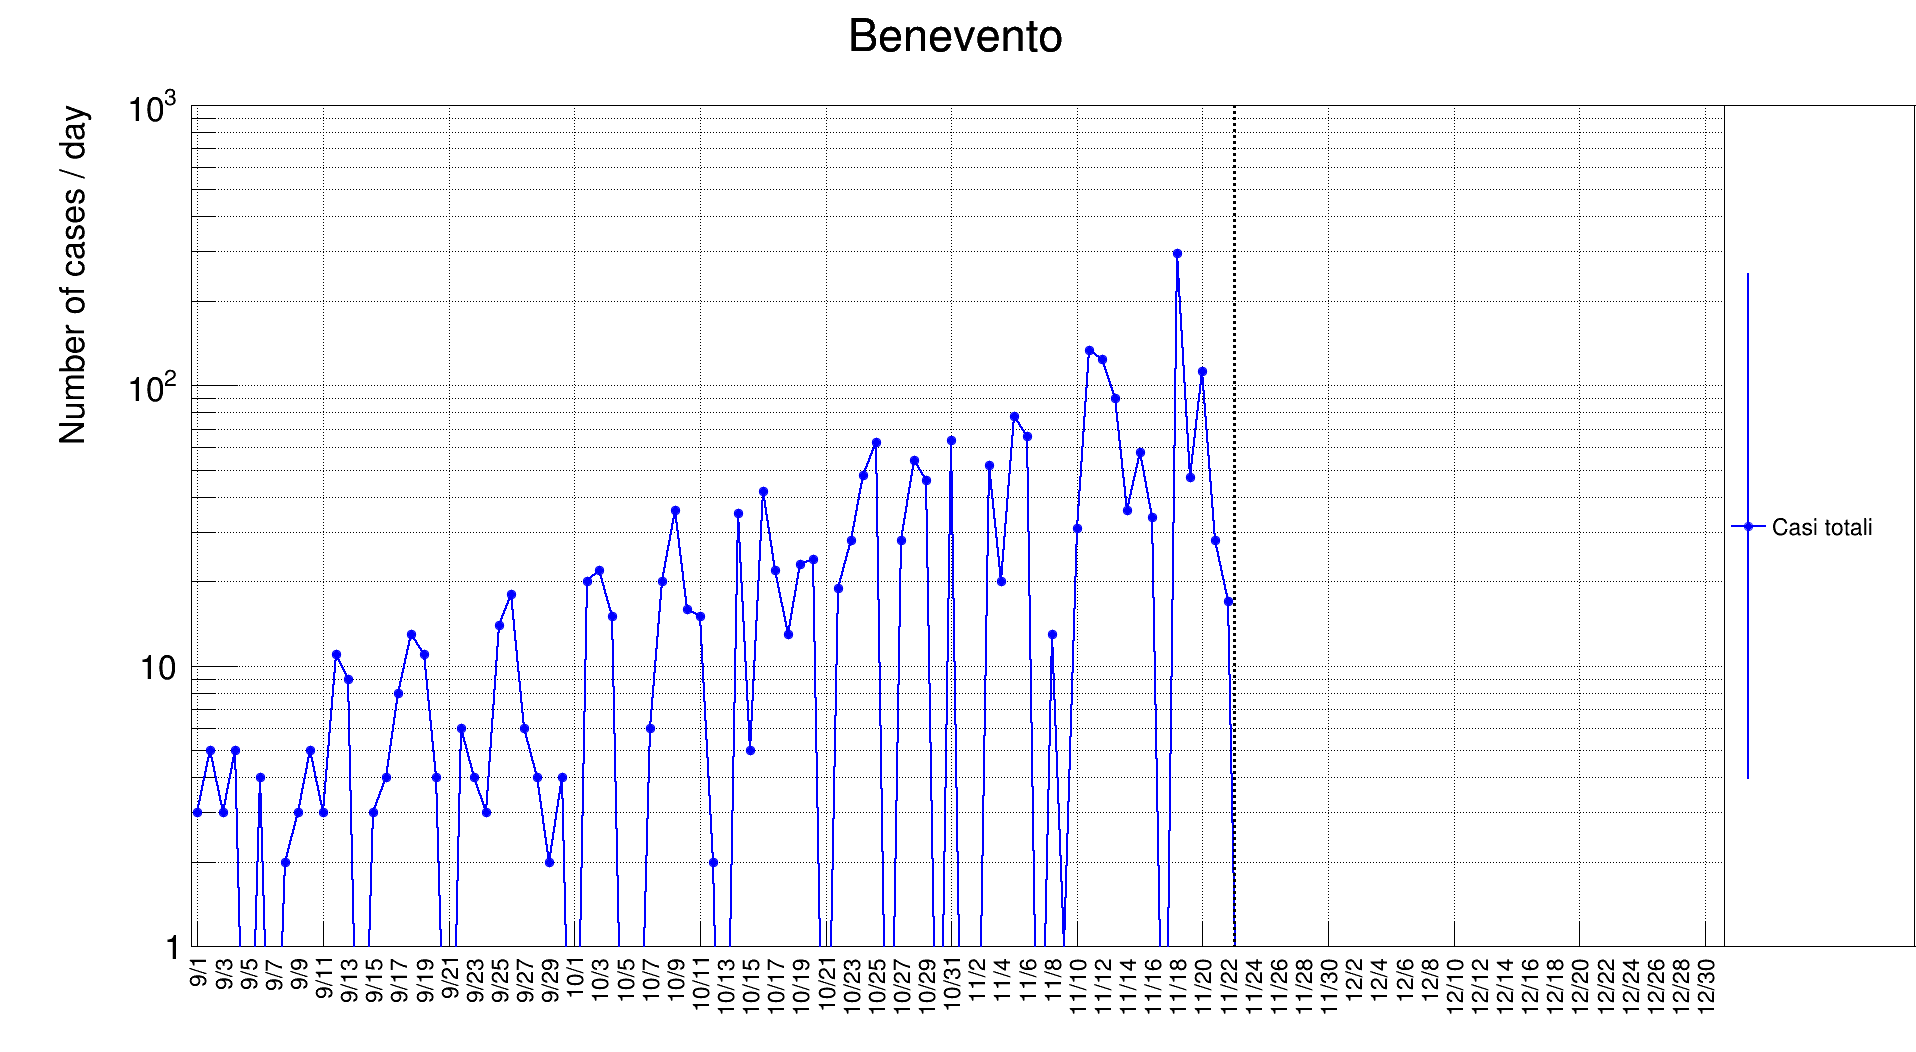 Benevento
Number of cases / day
10³
10²
10
1
9/1 9/3 9/5 9/7 9/9 9/11 9/13 9/15 9/17 9/19 9/21 9/23 9/25 9/27 9/29 10/1 10/3 10/5 10/7 10/9 10/11 10/13 10/15 10/17 10/19 10/21 10/23 10/25 10/27 10/29 10/31 11/2 11/4 11/6 11/8 11/10 11/12 11/14 11/16 11/18 11/20 11/22 11/24 11/26 11/28 11/30 12/2 12/4 12/6 12/8 12/10 12/12 12/14 12/16 12/18 12/20 12/22 12/24 12/26 12/28 12/30
Casi totali